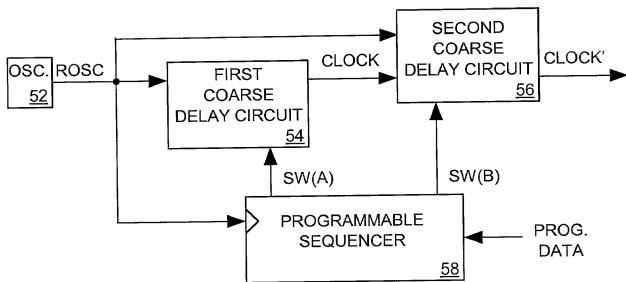 OSC.
52
ROSC
FIRST
COARSE
DELAY CIRCUIT
54
CLOCK
SECOND
COARSE
DELAY CIRCUIT
56
CLOCK'
SW(A)
SW(B)
PROGRAMMABLE
SEQUENCER
58
PROG.
DATA